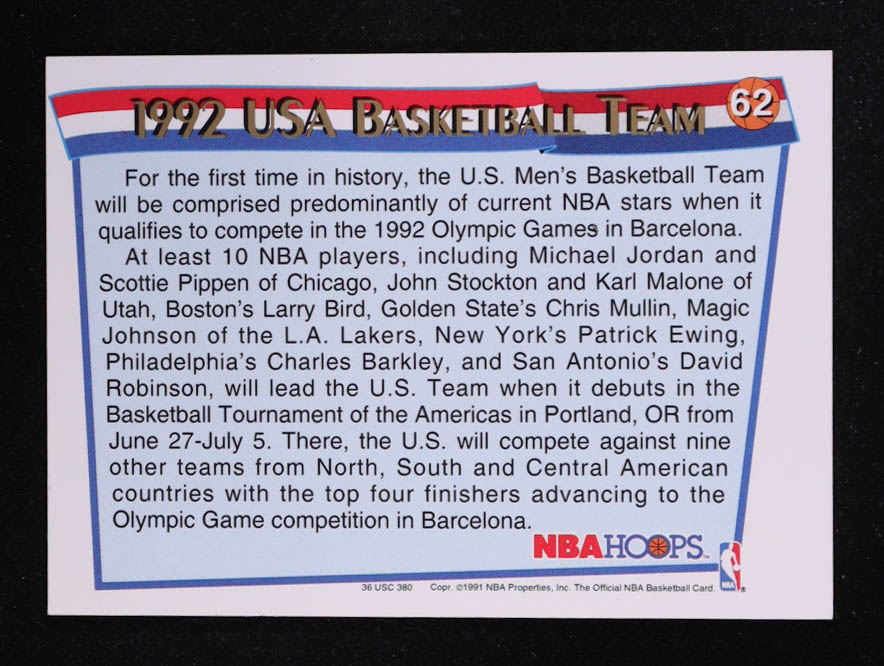 1992 USA Basketball Team
62
For the first time in history, the U.S. Men's Basketball Team
will be comprised predominantly of current NBA stars when it
qualifies to compete in the 1992 Olympic Games in Barcelona.
At least 10 NBA players, including Michael Jordan and
Scottie Pippen of Chicago, John Stockton and Karl Malone of
Utah, Boston's Larry Bird, Golden State's Chris Mullin, Magic
Johnson of the L.A. Lakers, New York's Patrick Ewing,
Philadelphia's Charles Barkley, and San Antonio's David
Robinson, will lead the U.S. Team when it debuts in the
Basketball Tournament of the Americas in Portland, OR from
June 27-July 5. There, the U.S. will compete against nine
other teams from North, South and Central American
countries with the top four finishers advancing to the
Olympic Game competition in Barcelona.
NBA HOOPS™
NBA ®
36 USC 380 Copr. ©1991 NBA Properties, Inc. The Official NBA Basketball Card.